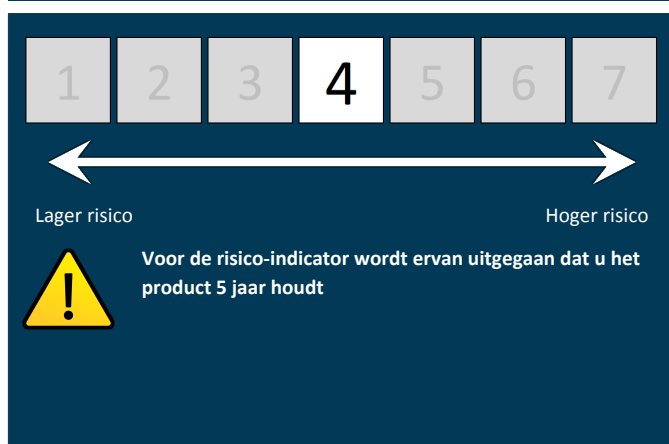 1 2 3 4 5 6 7
Lager risico Hoger risico
Voor de risico-indicator wordt ervan uitgegaan dat u het
product 5 jaar houdt